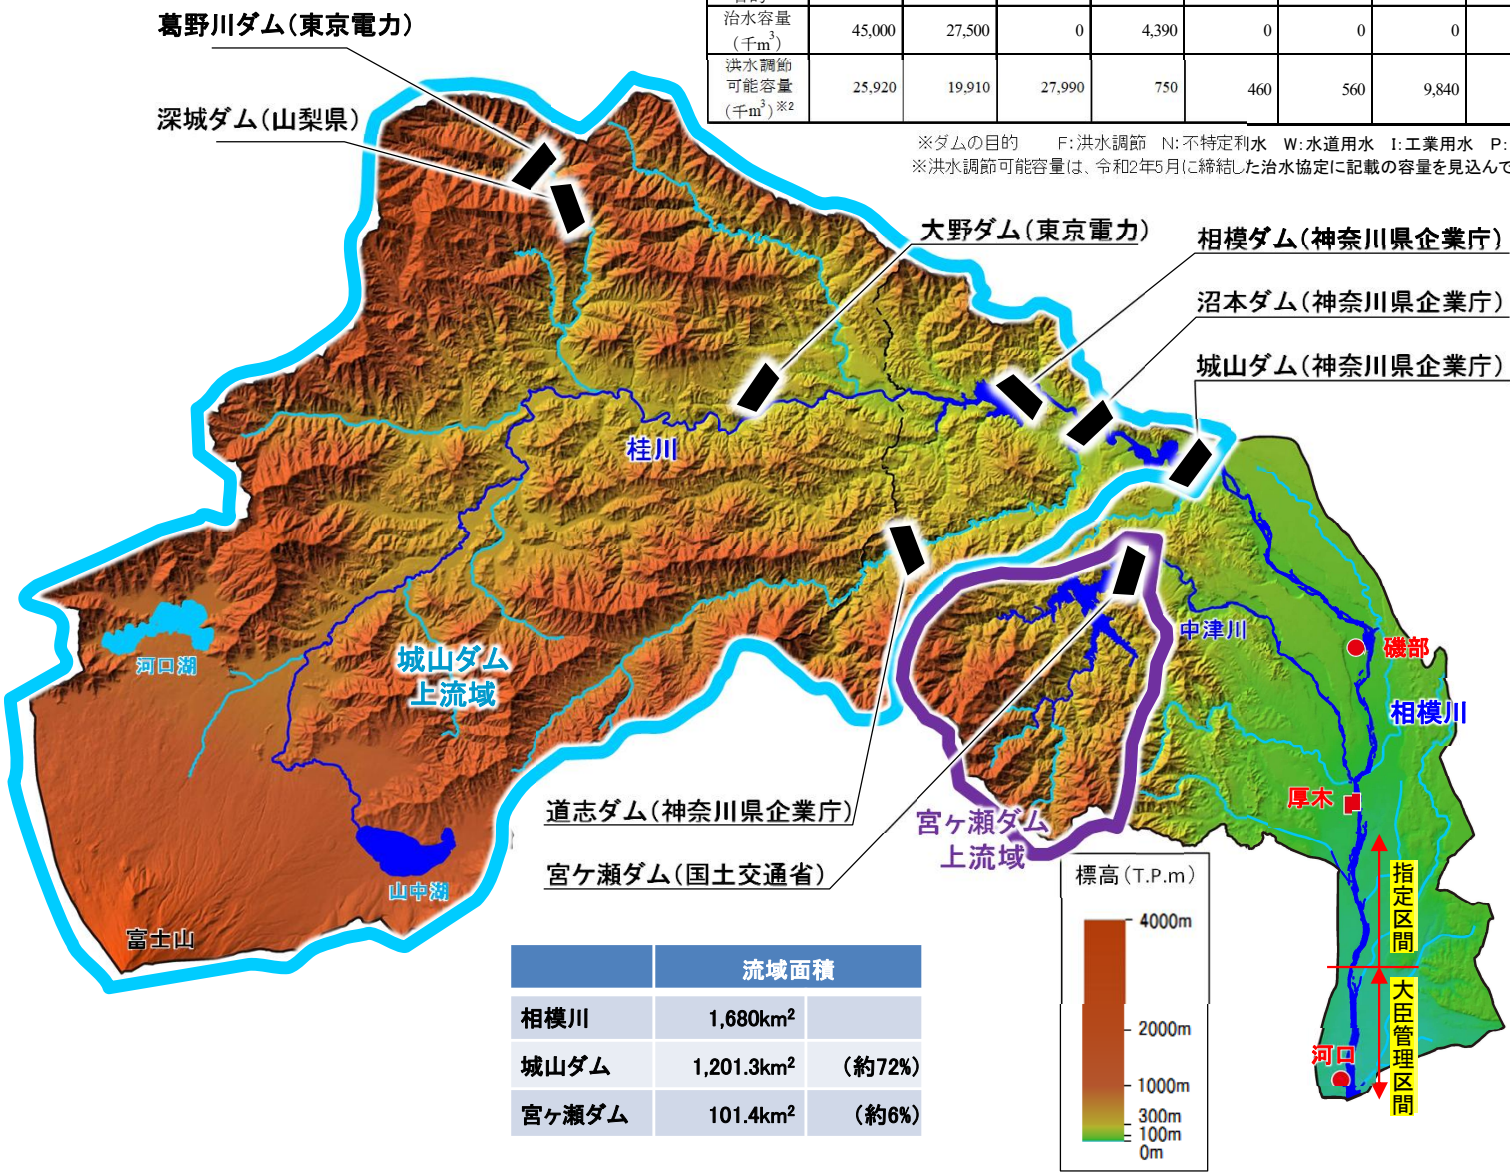 葛野川ダム(東京電力)
深城ダム(山梨県)
治水容量
(千m³)
45,000 27,500 0 4,390 0 0 0
洪水調節
可能容量
(千m³)※2
25,920 19,910 27,990 750 460 560 9,840
※ダムの目的 F:洪水調節 N:不特定利水 W:水道用水 I:工業用水 P:
※洪水調節可能容量は、令和2年5月に締結した治水協定に記載の容量を見込んで
大野ダム(東京電力)
相模ダム(神奈川県企業庁)
沼本ダム(神奈川県企業庁)
城山ダム(神奈川県企業庁)
桂川
河口湖
城山ダム
上流域
中津川
磯部
相模川
道志ダム(神奈川県企業庁)
宮ケ瀬ダム(国土交通省)
宮ヶ瀬ダム
上流域
厚木
山中湖
富士山
指定区間
大臣管理区間
河口
標高(T.P.m)
4000m
2000m
1000m
300m
100m
0m
流域面積
相模川 1,680km²
城山ダム 1,201.3km² (約72%)
宮ヶ瀬ダム 101.4km² (約6%)